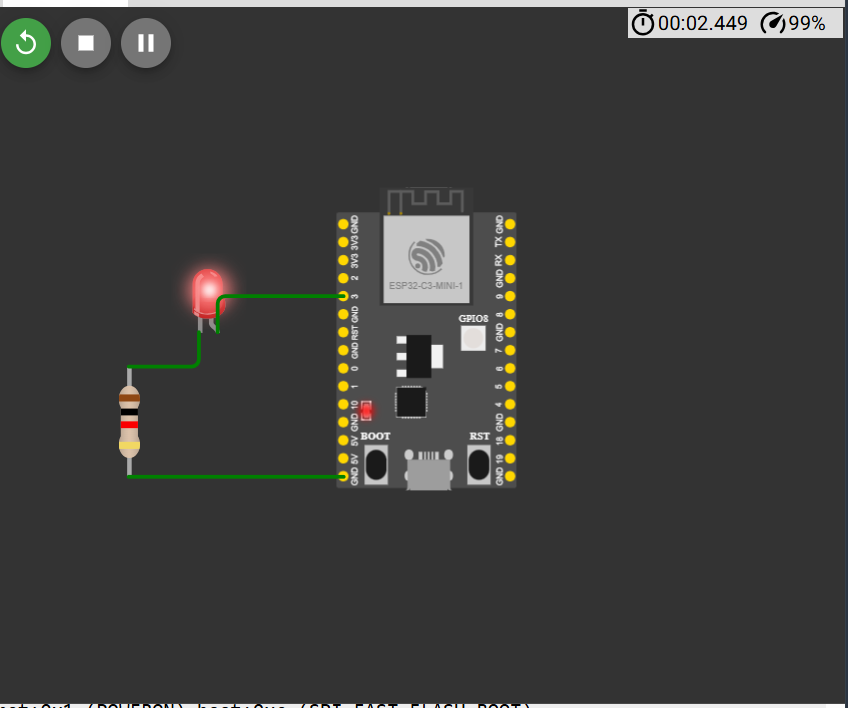 00:02.449 99%
GND
3V3
3V3
2
3
GND
RST
GND
0
1
10
GND
5V
5V
GND
ESP32-C3-MINI-1
GPIO8
BOOT
RST
GND
TX
RX
GND
9
8
GND
7
6
5
4
GND
18
19
GND